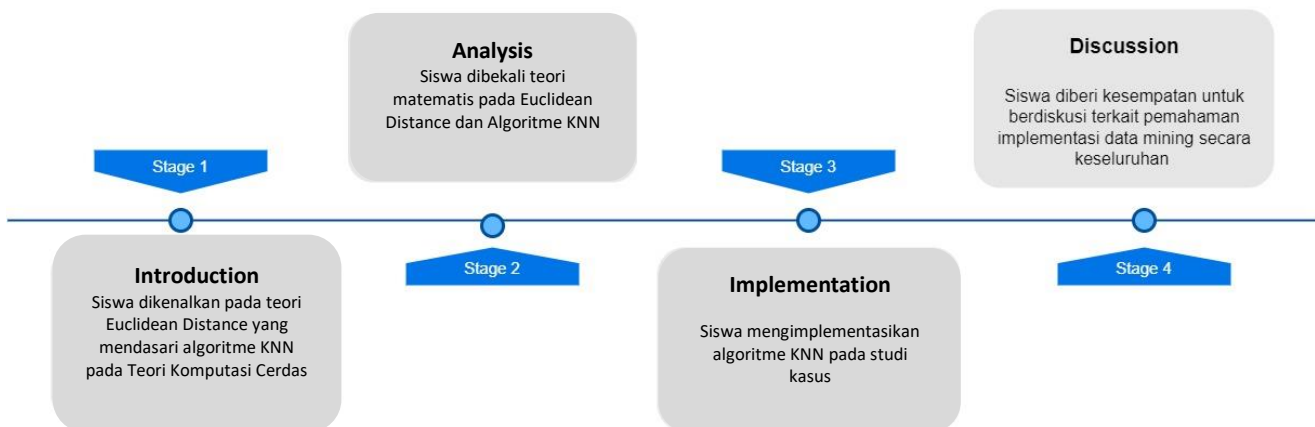 Stage 1
Introduction
Siswa dikenalkan pada teori
Euclidean Distance yang
mendasari algoritme KNN
pada Teori Komputasi Cerdas
Analysis
Siswa dibekali teori
matematis pada Euclidean
Distance dan Algoritme KNN
Stage 2
Stage 3
Implementation
Siswa mengimplementasikan
algoritme KNN pada studi
kasus
Discussion
Siswa diberi kesempatan untuk
berdiskusi terkait pemahaman
implementasi data mining secara
keseluruhan
Stage 4